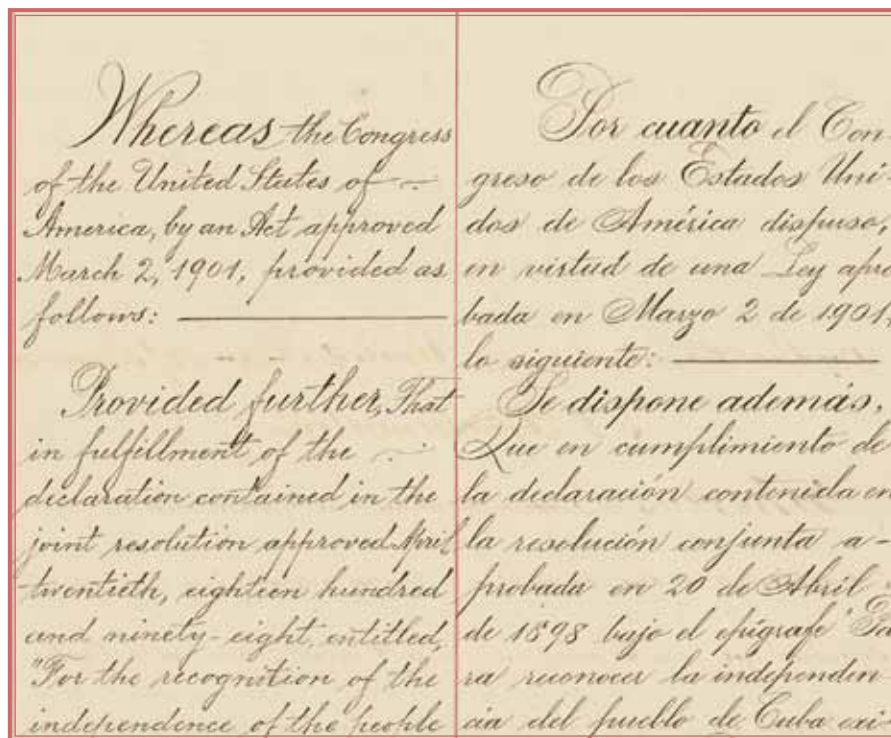 Whereas the Congress
of the United States of
America, by an Act approved
March 2, 1901, provided as
follows:
Provided further, That
in fulfillment of the
declaration contained in the
joint resolution approved April
twentieth, eighteen hundred
and ninety-eight, entitled,
"For the recognition of the
independence of the people
Por cuanto el Con
greso de los Estados Uni-
dos de América dispuso,
en virtud de una Ley apro
bada en Marzo 2 de 1901,
lo siguiente:
Se dispone además,
Que en cumplimiento de
la declaración contenida en
la resolución conjunta a-
probada en 20 de Abril
de 1898 bajo el epígrafe "Pa
ra reconocer la independen
cia del pueblo de Cuba exi-